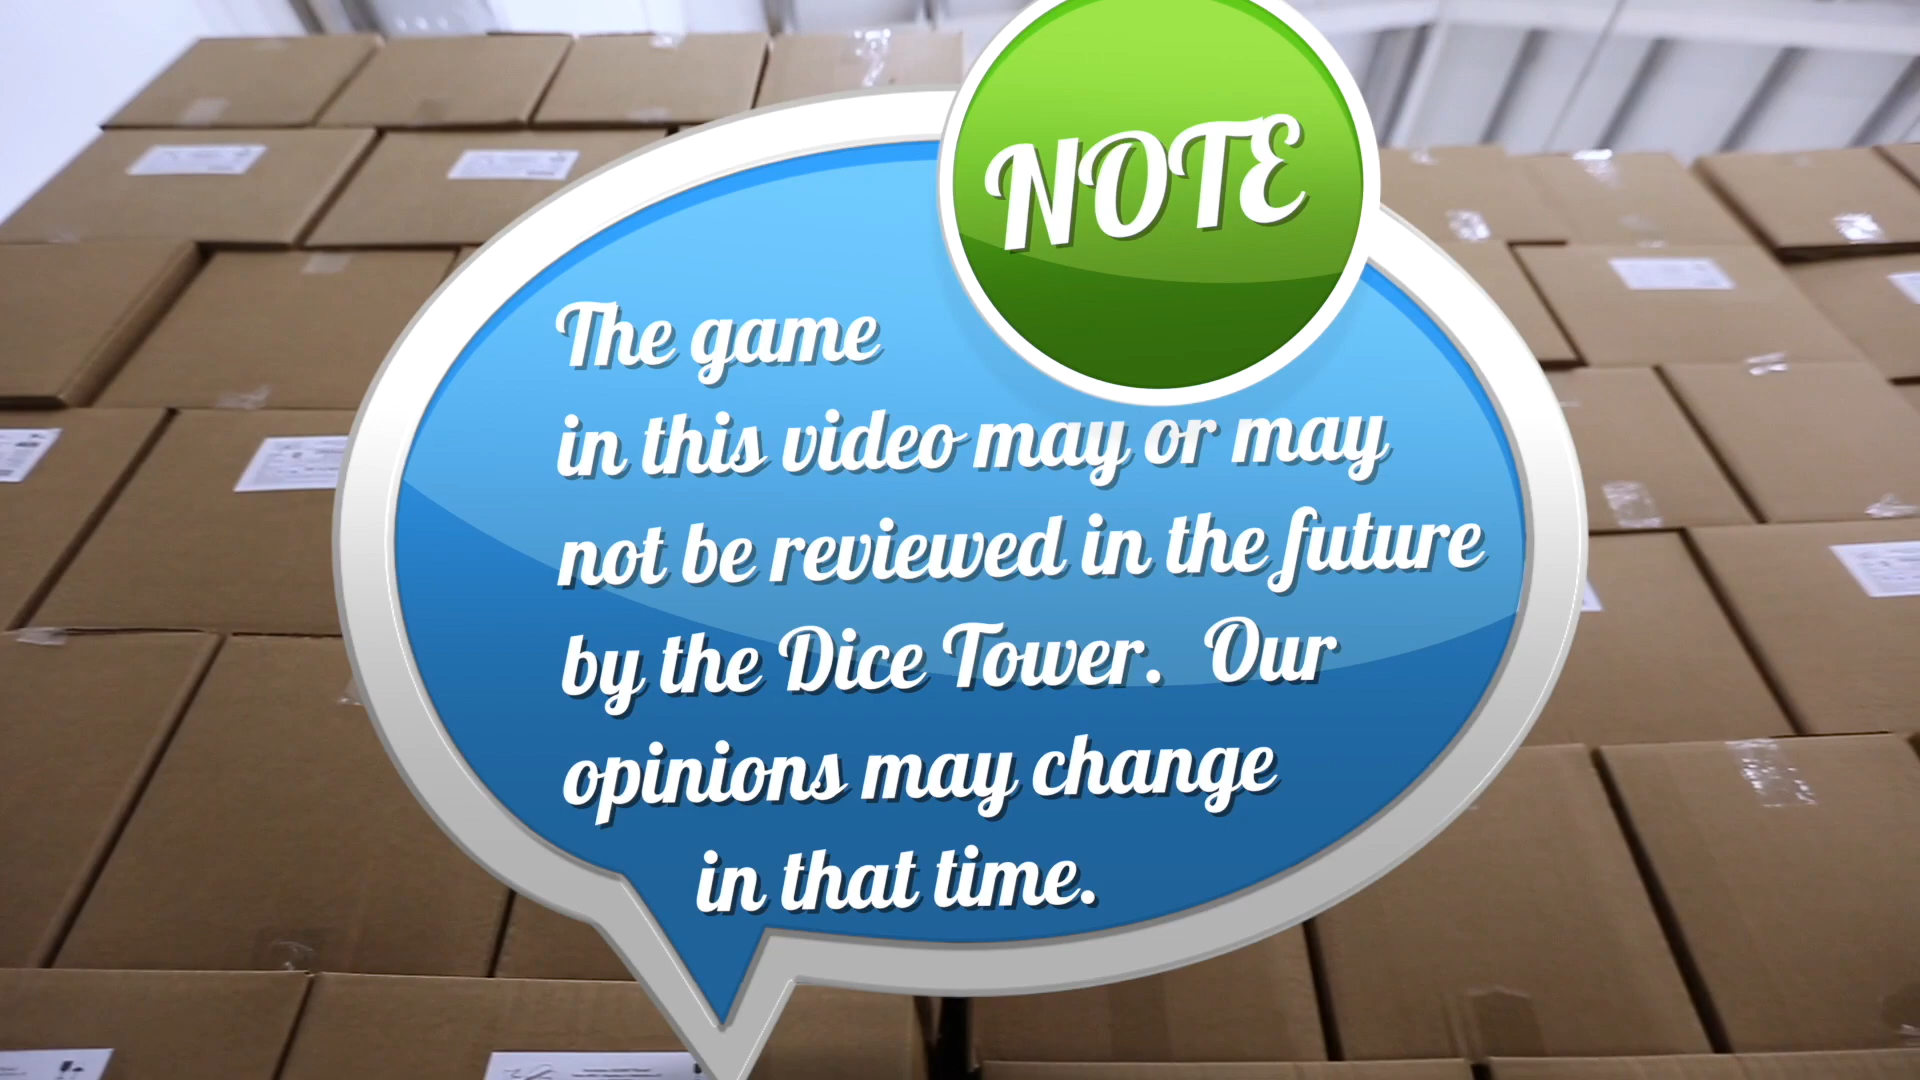 NOTE
The game
in this video may or may
not be reviewed in the future
by the Dice Tower. Our
opinions may change
in that time.